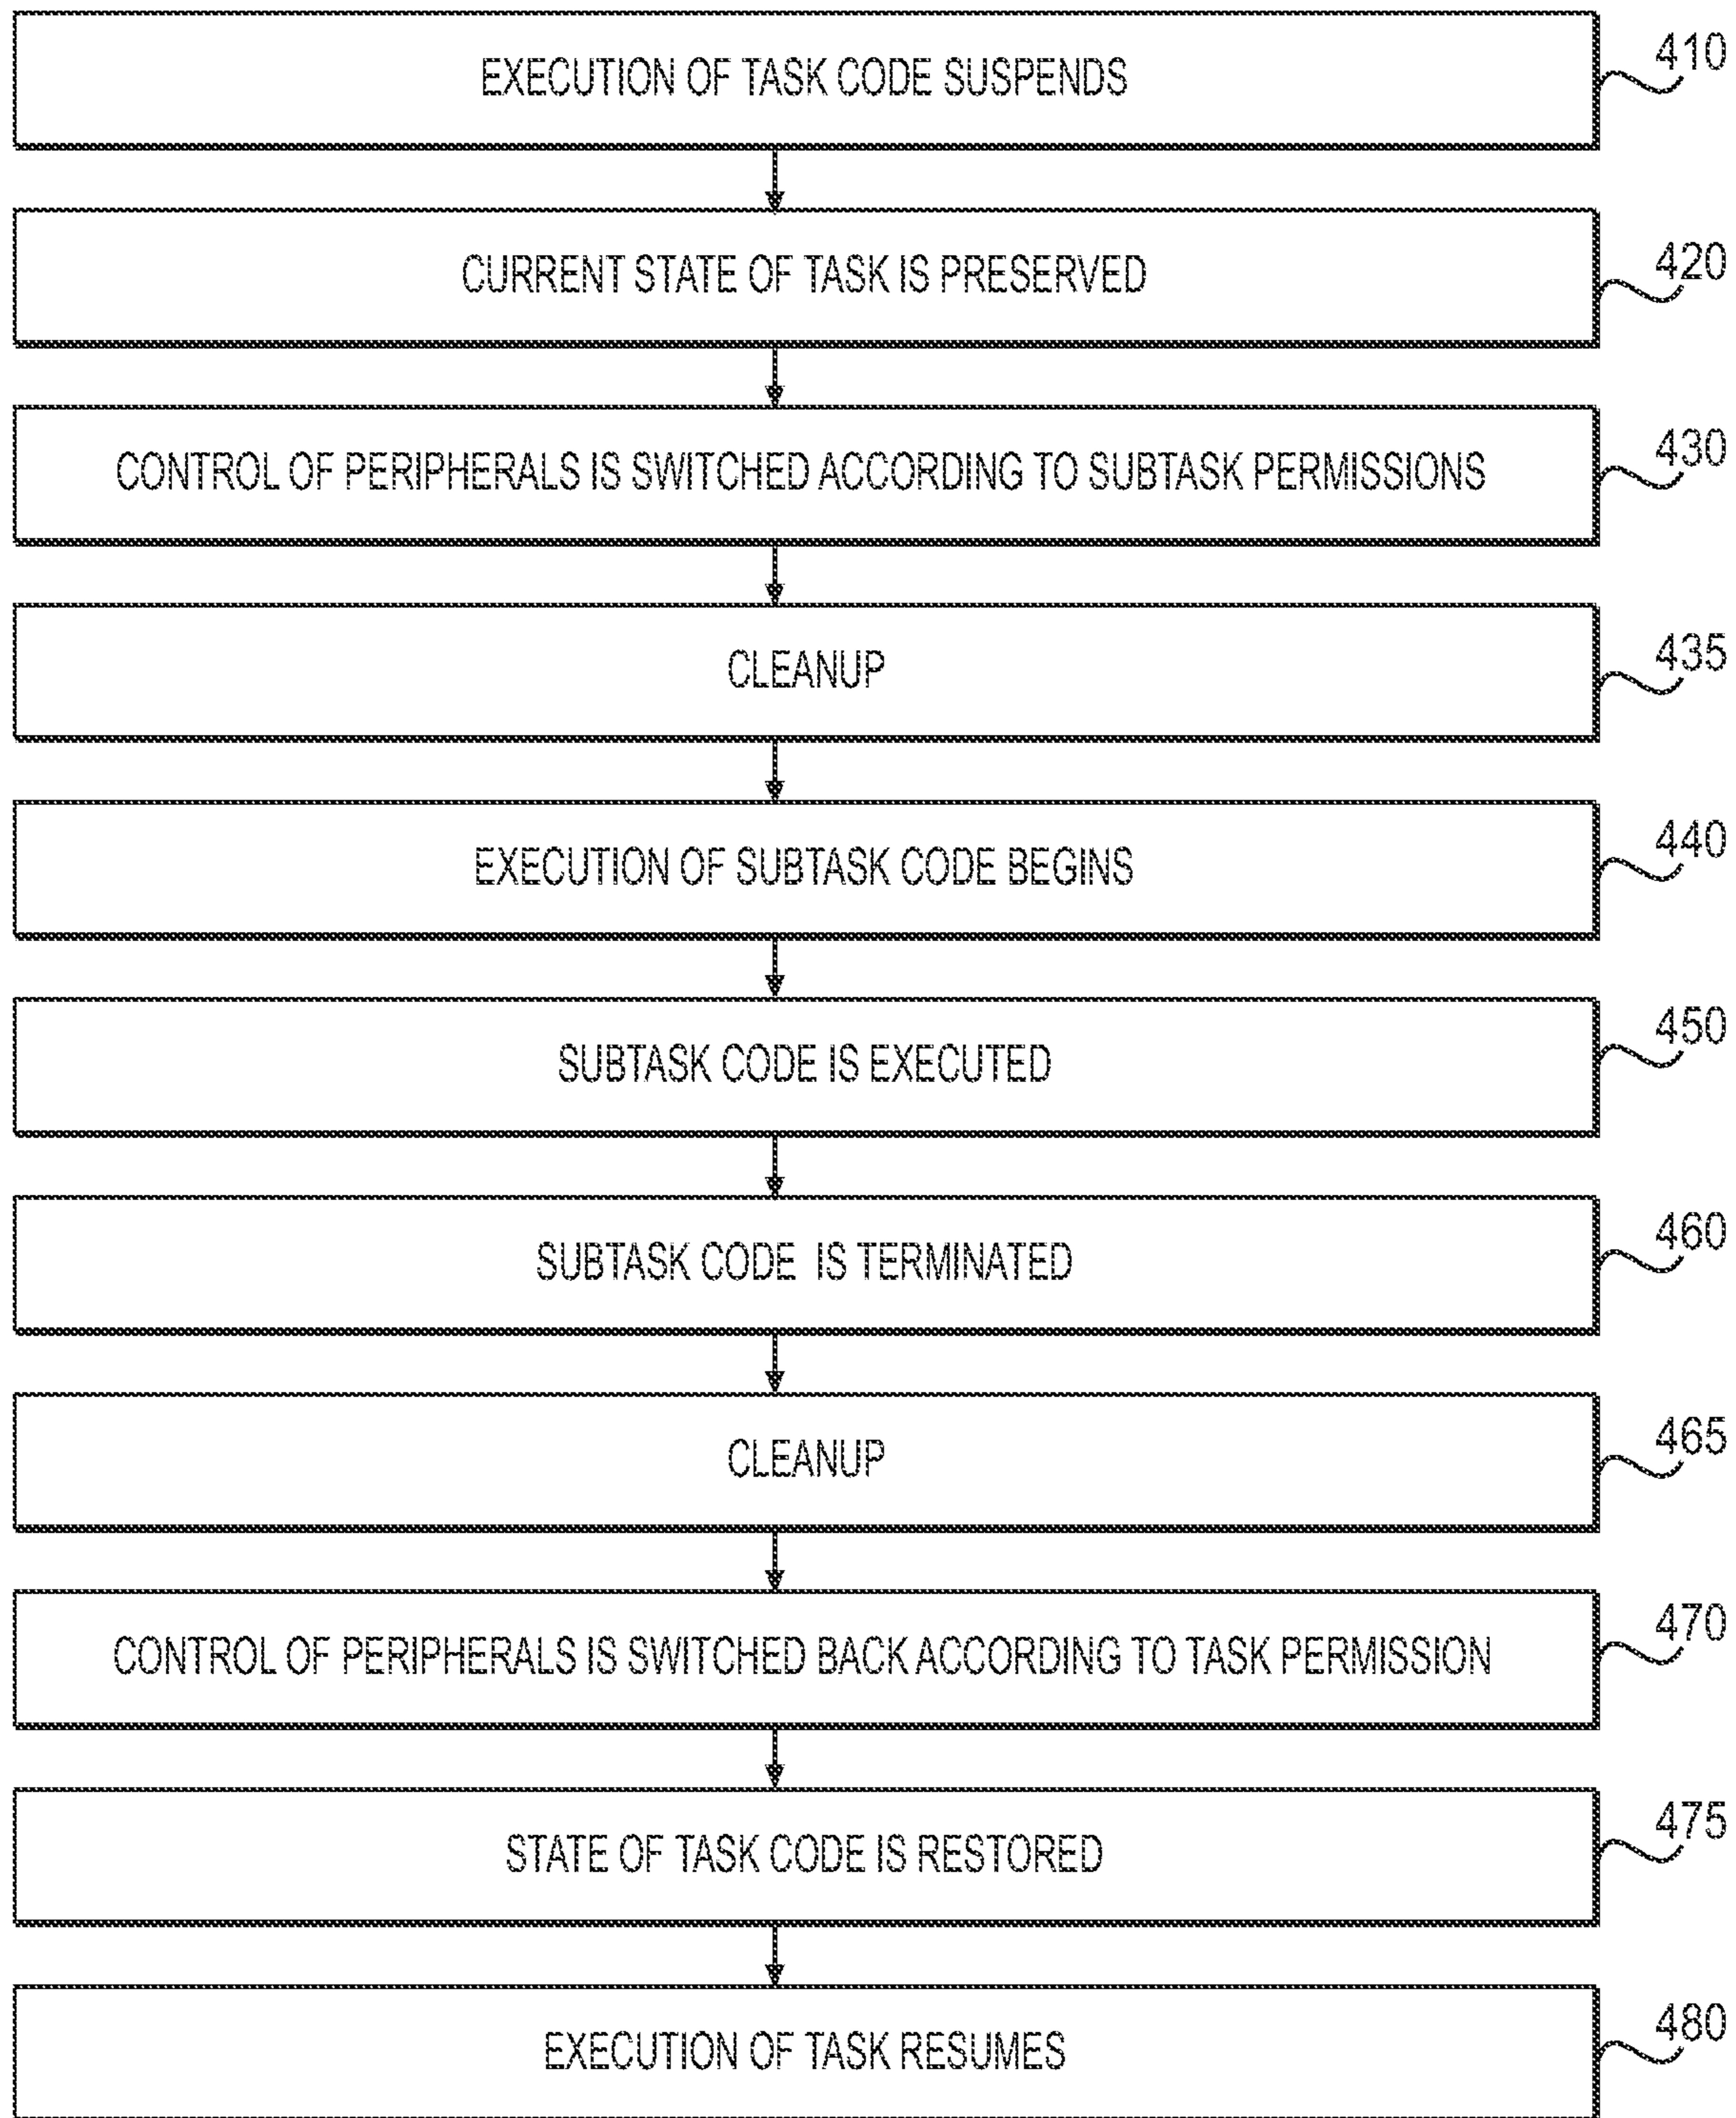 EXECUTION OF TASK CODE SUSPENDS
410
CURRENT STATE OF TASK IS PRESERVED
420
CONTROL OF PERIPHERALS IS SWITCHED ACCORDING TO SUBTASK PERMISSIONS
430
CLEANUP
435
EXECUTION OF SUBTASK CODE BEGINS
440
SUBTASK CODE IS EXECUTED
450
SUBTASK CODE IS TERMINATED
460
CLEANUP
465
CONTROL OF PERIPHERALS IS SWITCHED BACK ACCORDING TO TASK PERMISSION
470
STATE OF TASK CODE IS RESTORED
475
EXECUTION OF TASK RESUMES
480